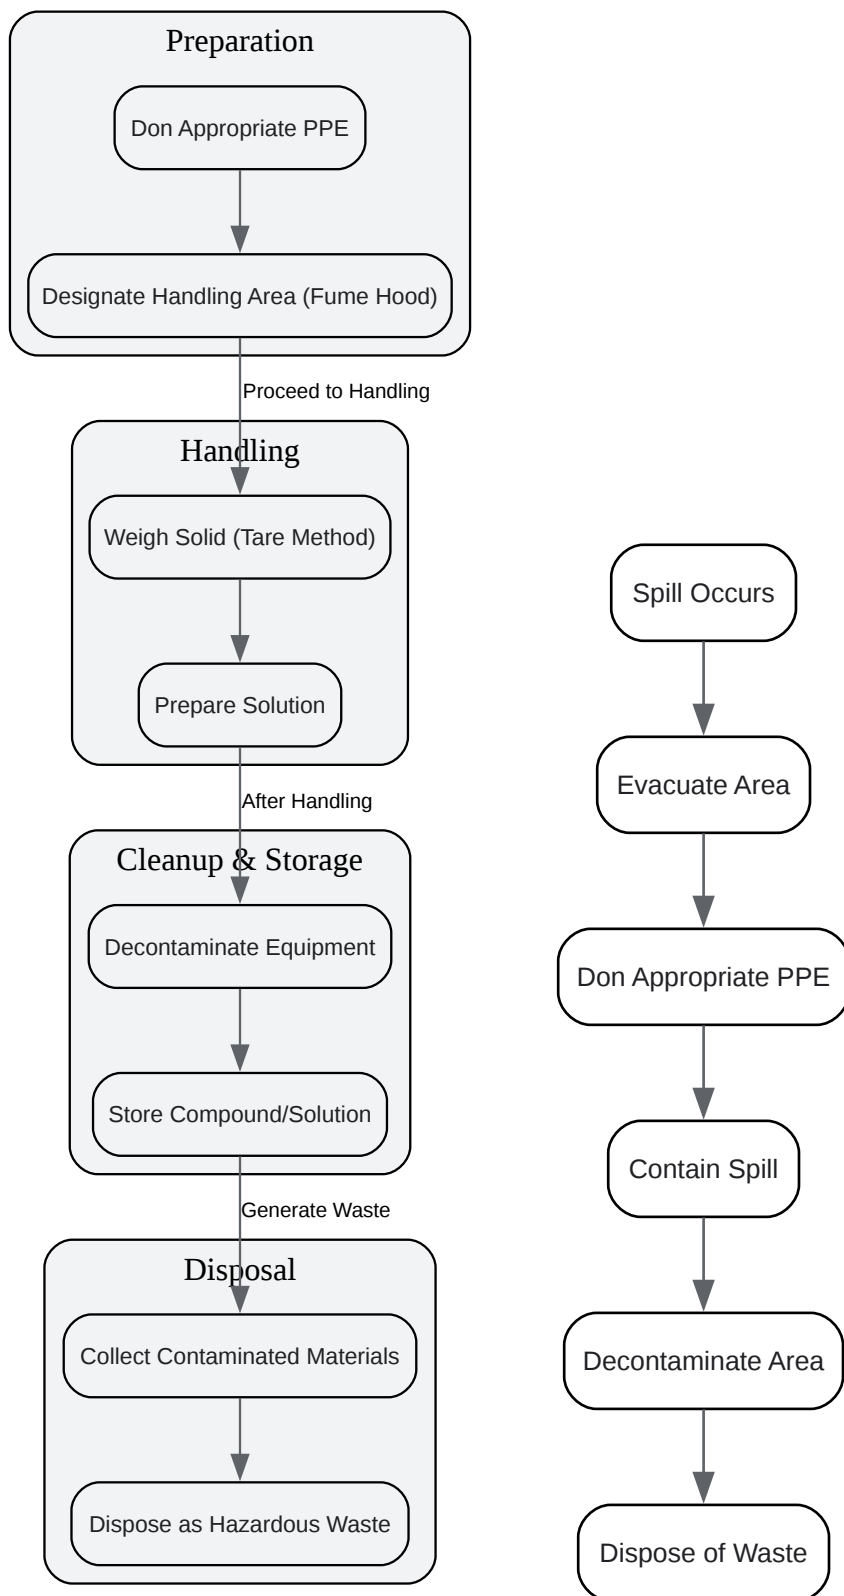 Preparation
Don Appropriate PPE
Designate Handling Area (Fume Hood)
Proceed to Handling
Handling
Weigh Solid (Tare Method)
Prepare Solution
After Handling
Cleanup & Storage
Decontaminate Equipment
Store Compound/Solution
Generate Waste
Disposal
Collect Contaminated Materials
Dispose as Hazardous Waste
Spill Occurs
Evacuate Area
Don Appropriate PPE
Contain Spill
Decontaminate Area
Dispose of Waste